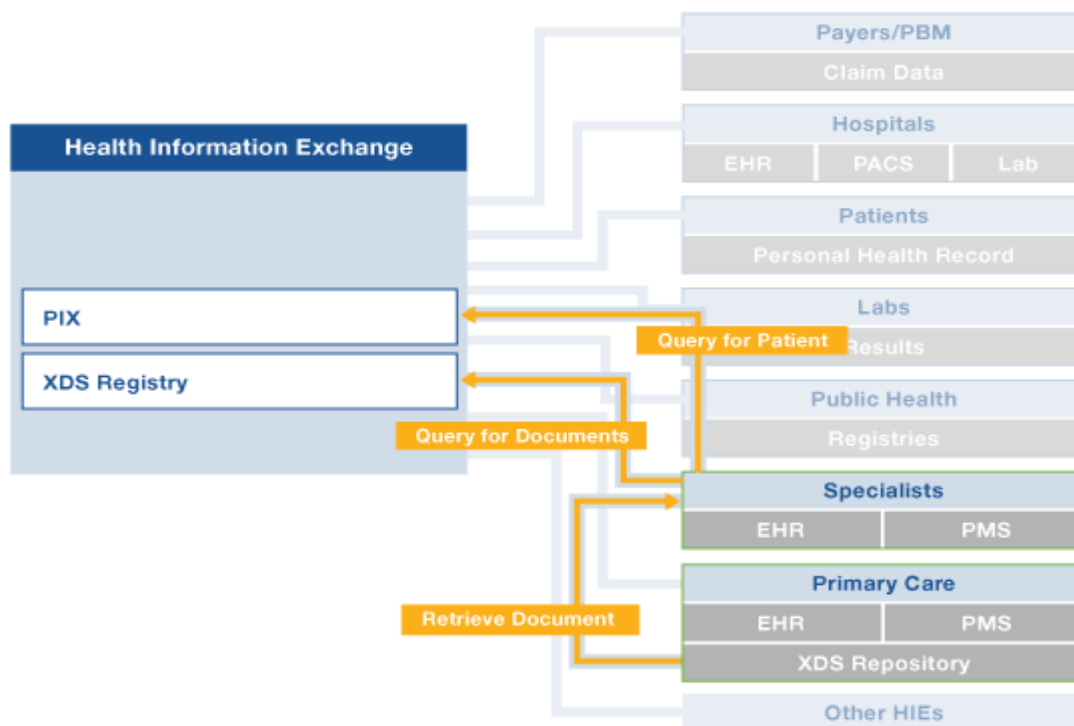 Payers/PBM
Claim Data
Health Information Exchange
Hospitals
EHR PACS Lab
Patients
Personal Health Record
PIX
Labs
Query for Patient
Results
XDS Registry
Public Health
Query for Documents
Registries
Specialists
EHR PMS
Primary Care
Retrieve Document
EHR PMS
XDS Repository
Other HIEs